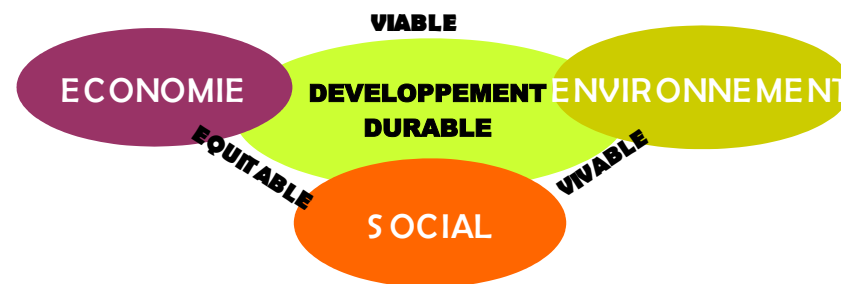 VIABLE
ECONOMIE
DEVELOPPEMENT
DURABLE
ENVIRONNEMENT
EQUITABLE
VIVABLE
SOCIAL